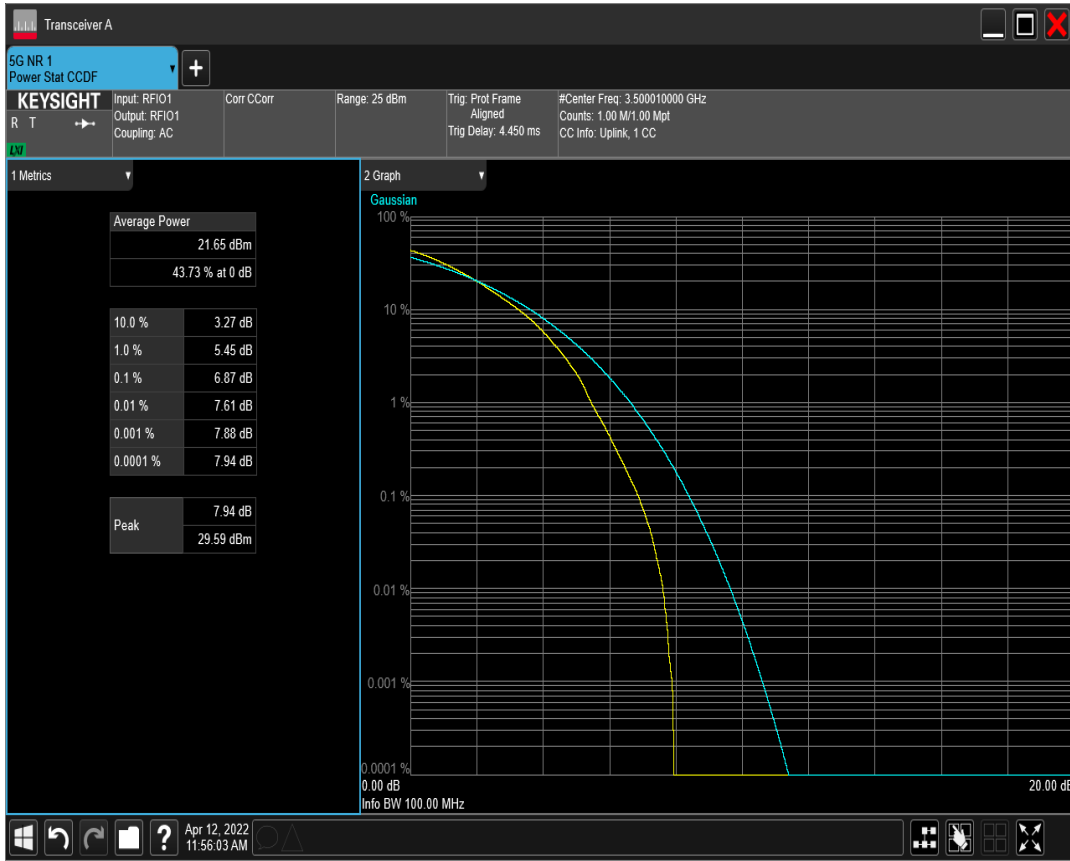 Transceiver A
5G NR 1
Power Stat CCDF
KEYSIGHT
R T
LXI
Input: RFIO1
Output: RFIO1
Coupling: AC
Corr CCorr
Range: 25 dBm
Trig: Prot Frame
Aligned
Trig Delay: 4.450 ms
#Center Freq: 3.500010000 GHz
Counts: 1.00 M/1.00 Mpt
CC Info: Uplink, 1 CC
1 Metrics
Average Power
21.65 dBm
43.73 % at 0 dB
10.0 % 3.27 dB
1.0 % 5.45 dB
0.1 % 6.87 dB
0.01 % 7.61 dB
0.001 % 7.88 dB
0.0001 % 7.94 dB
Peak
7.94 dB
29.59 dBm
2 Graph
Gaussian
100 %
10 %
1 %
0.1 %
0.01 %
0.001 %
0.0001 %
0.00 dB 20.00 dB
Info BW 100.00 MHz
?
Apr 12, 2022
11:56:03 AM